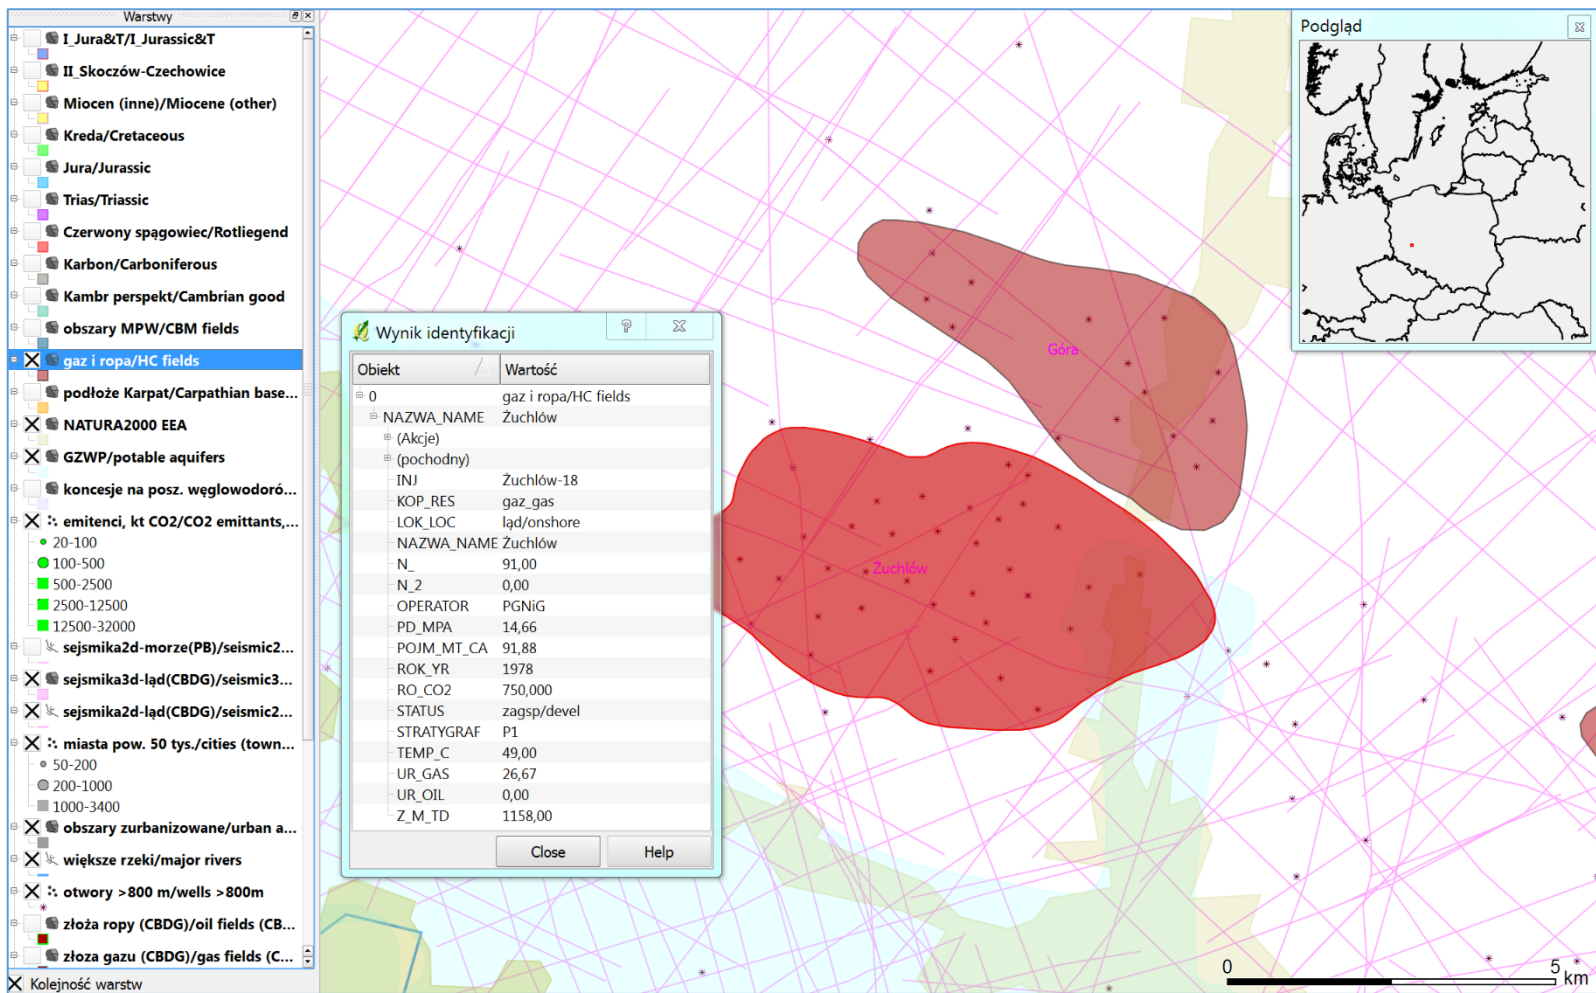 Warstwy
I_Jura&T/I_Jurassic&T
II_Skoczów-Czechowice
Miocen (inne)/Miocene (other)
Kreda/Cretaceous
Jura/Jurassic
Trias/Triassic
Czerwony spągowiec/Rotliegend
Karbon/Carboniferous
Kambr perspekt/Cambrian good
obszary MPW/CBM fields
gaz i ropa/HC fields
podłoże Karpat/Carpathian base...
NATURA2000 EEA
GZWP/potable aquifers
koncesje na posz. węglowodoró...
emitenci, kt CO2/CO2 emittants,...
20-100
100-500
500-2500
2500-12500
12500-32000
sejsmika2d-morze(PB)/seismic2...
sejsmika3d-ląd(CBDG)/seismic3...
sejsmika2d-ląd(CBDG)/seismic2...
miasta pow. 50 tys./cities (town...
50-200
200-1000
1000-3400
obszary zurbanizowane/urban a...
większe rzeki/major rivers
otwory >800 m/wells >800m
złoża ropy (CBDG)/oil fields (CB...
złoza gazu (CBDG)/gas fields (C...
Kolejność warstw
Wynik identyfikacji
Obiekt Wartość
0 gaz i ropa/HC fields
NAZWA_NAME Żuchlów
(Akcje)
(pochodny)
INJ Żuchlów-18
KOP_RES gaz_gas
LOK_LOC ląd/onshore
NAZWA_NAME Żuchlów
N_ 91,00
N_2 0,00
OPERATOR PGNiG
PD_MPA 14,66
POJM_MT_CA 91,88
ROK_YR 1978
RO_CO2 750,000
STATUS zagsp/devel
STRATYGRAF P1
TEMP_C 49,00
UR_GAS 26,67
UR_OIL 0,00
Z_M_TD 1158,00
Close Help
Góra
Żuchlów
Podgląd
0 5 km